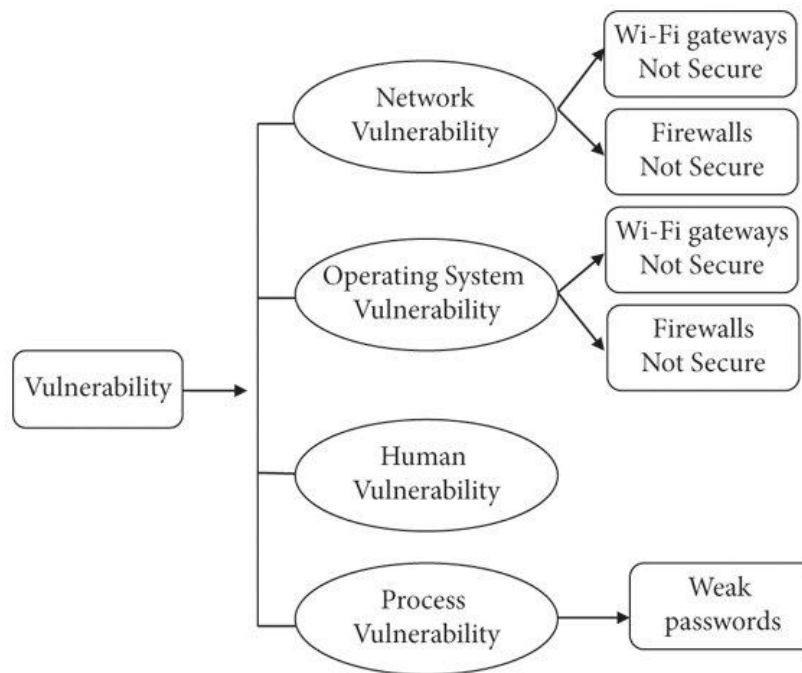 Wi-Fi gateways
Not Secure
Network
Vulnerability
Firewalls
Not Secure
Wi-Fi gateways
Not Secure
Operating System
Vulnerability
Firewalls
Not Secure
Vulnerability
Human
Vulnerability
Process
Vulnerability
Weak
passwords